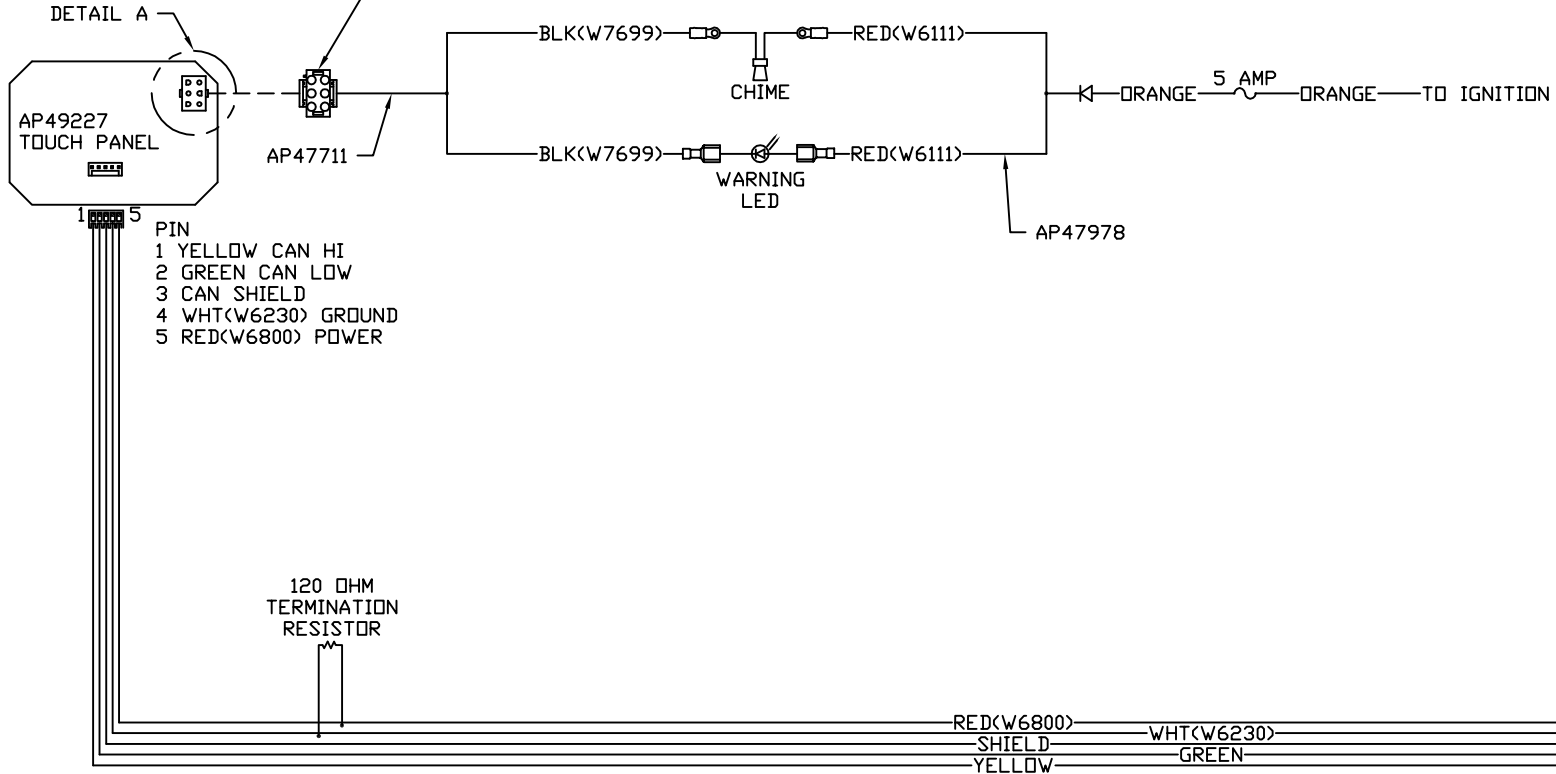 DETAIL A
AP49227
TOUCH PANEL
1 5
PIN
1 YELLOW CAN HI
2 GREEN CAN LOW
3 CAN SHIELD
4 WHT(W6230) GROUND
5 RED(W6800) POWER
AP47711
BLK(W7699)
CHIME
RED(W6111)
BLK(W7699)
WARNING
LED
RED(W6111)
AP47978
ORANGE
5 AMP
ORANGE
TO IGNITION
120 OHM
TERMINATION
RESISTOR
RED(W6800)
WHT(W6230)
SHIELD
GREEN
YELLOW